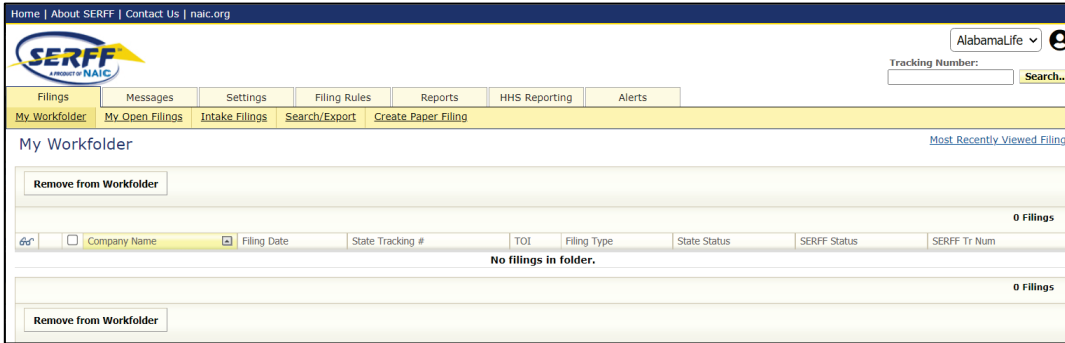 Home | About SERFF | Contact Us | naic.org
SERFF
A PRODUCT OF NAIC
AlabamaLife
Tracking Number:
Search..
Filings Messages Settings Filing Rules Reports HHS Reporting Alerts
My Workfolder My Open Filings Intake Filings Search/Export Create Paper Filing
My Workfolder
Most Recently Viewed Filing
Remove from Workfolder
0 Filings
Company Name Filing Date State Tracking # TOI Filing Type State Status SERFF Status SERFF Tr Num
No filings in folder.
0 Filings
Remove from Workfolder